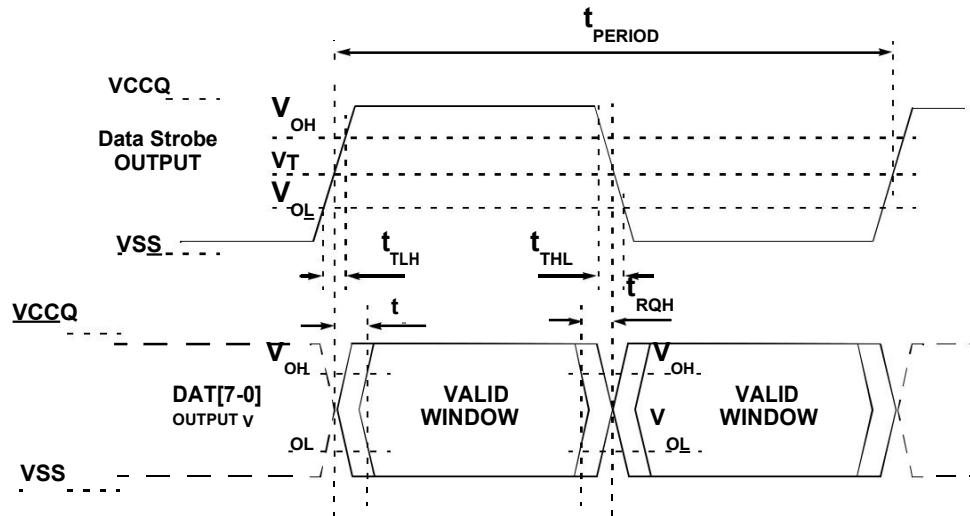 tPERIOD
VCCQ
VOH
Data Strobe
OUTPUT
VT
VOL
VSS
tTLH
tTHL
tRQH
VCCQ
t
VOH
VOH
DAT[7-0]
OUTPUT V
OL
VALID
WINDOW
VALID
WINDOW
V
OL
VSS